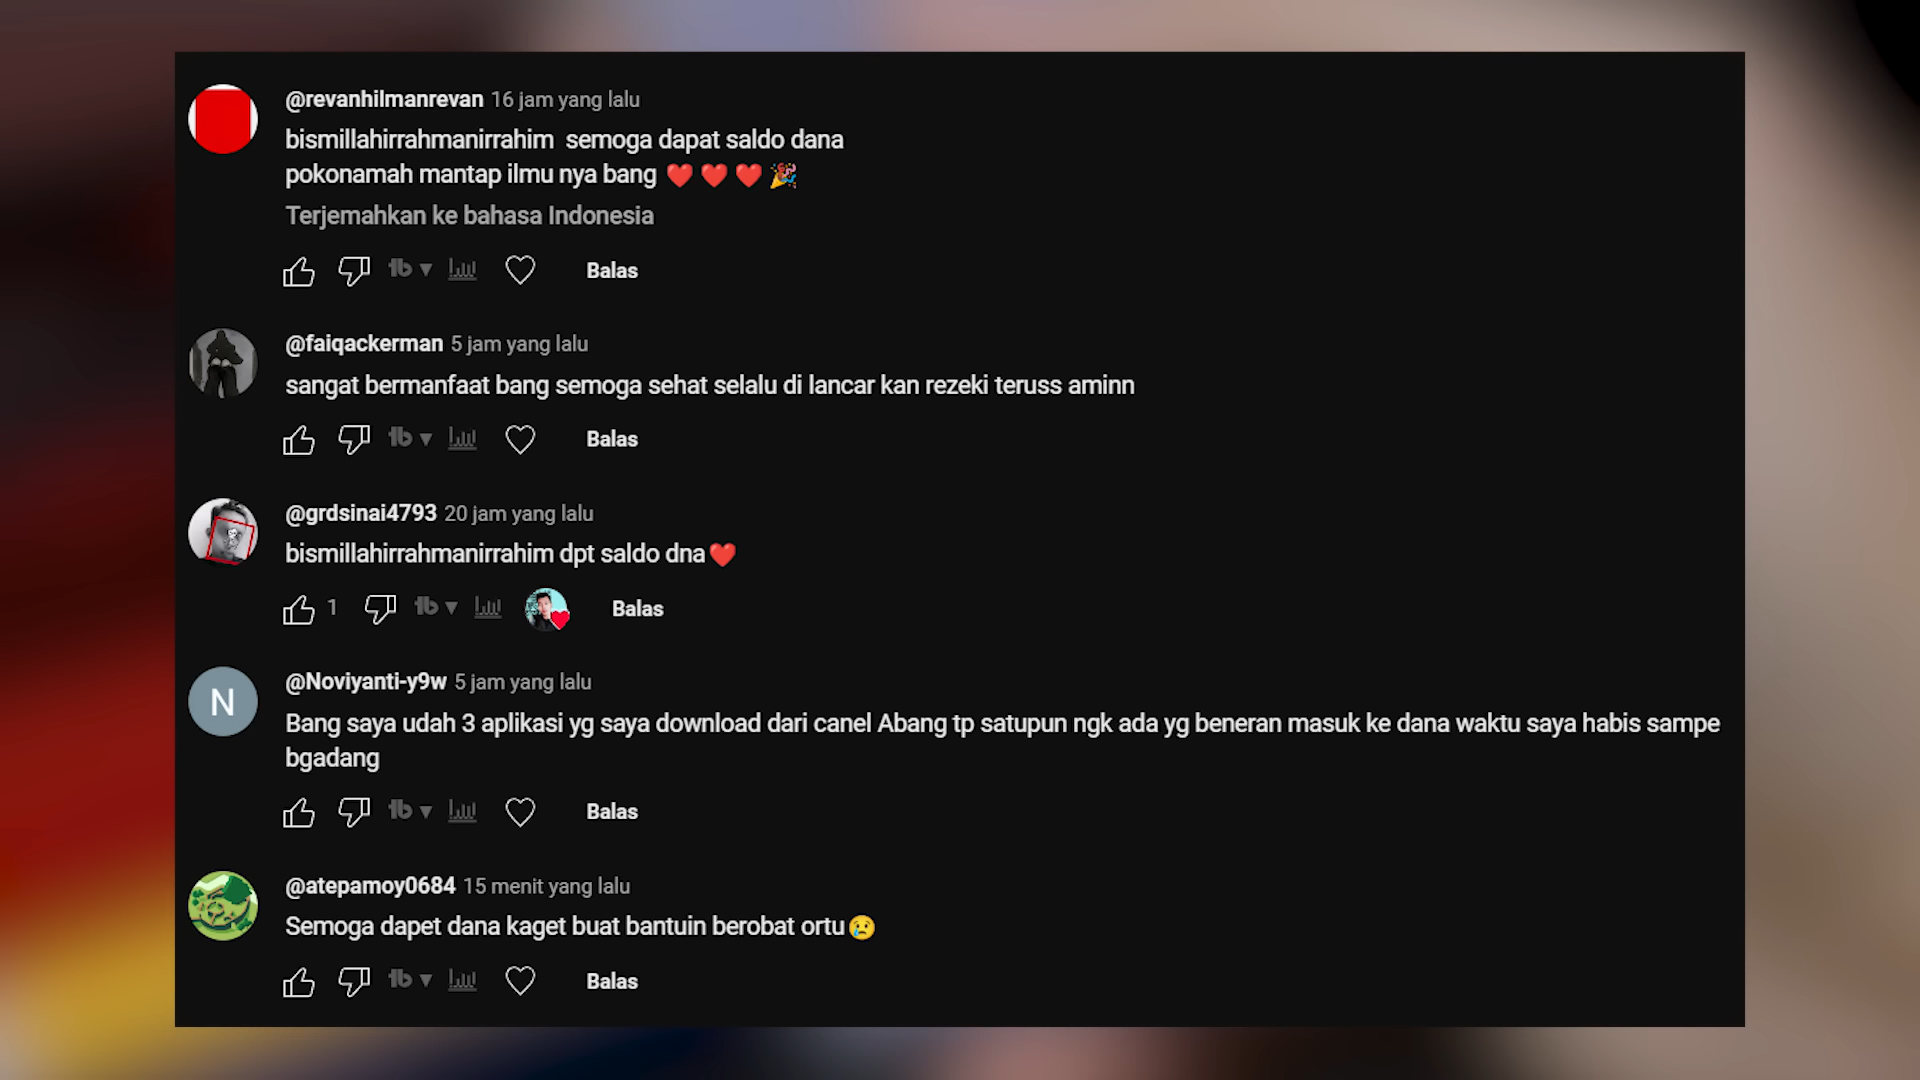 @revanhilmanrevan 16 jam yang lalu
bismillahirrahmanirrahim semoga dapat saldo dana
pokonamah mantap ilmu nya bang ❤️❤️❤️🎉
Terjemahkan ke bahasa Indonesia
Balas
@faiqackerman 5 jam yang lalu
sangat bermanfaat bang semoga sehat selalu di lancar kan rezeki teruss aminn
Balas
@grdsinai4793 20 jam yang lalu
bismillahirrahmanirrahim dpt saldo dna❤️
1 Balas
N
@Noviyanti-y9w 5 jam yang lalu
Bang saya udah 3 aplikasi yg saya download dari canel Abang tp satupun ngk ada yg beneran masuk ke dana waktu saya habis sampe
bgadang
Balas
@atepamoy0684 15 menit yang lalu
Semoga dapet dana kaget buat bantuin berobat ortu😢
Balas